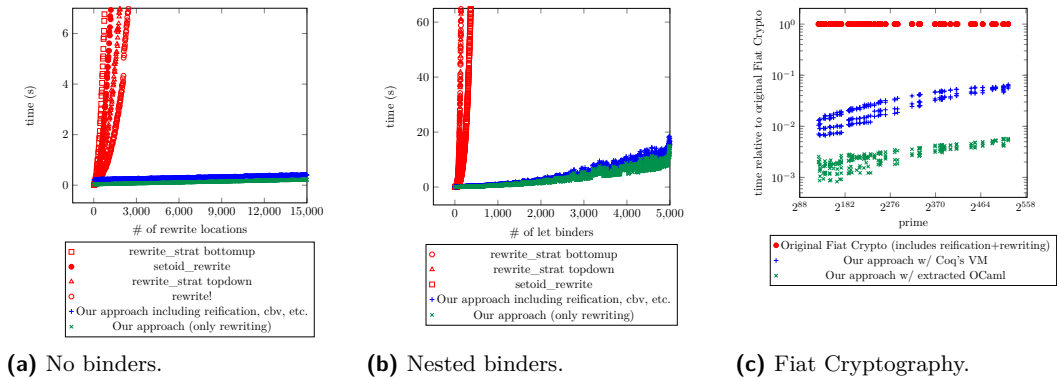 6
4
2
0
time (s)
0
3,000
6,000
9,000
12,000
15,000
# of rewrite locations
rewrite_strat bottomup
setoid_rewrite
rewrite_strat topdown
rewrite!
Our approach including reification, cbv, etc.
Our approach (only rewriting)
(a) No binders.
60
40
20
0
time (s)
0
1,000
2,000
3,000
4,000
5,000
# of let binders
rewrite_strat bottomup
rewrite_strat topdown
setoid_rewrite
Our approach including reification, cbv, etc.
Our approach (only rewriting)
(b) Nested binders.
10^0
10^−1
10^−2
10^−3
time relative to original Fiat Crypto
2^88
2^182
2^276
2^370
2^464
2^558
prime
Original Fiat Crypto (includes reification+rewriting)
Our approach w/ Coq's VM
Our approach w/ extracted OCaml
(c) Fiat Cryptography.